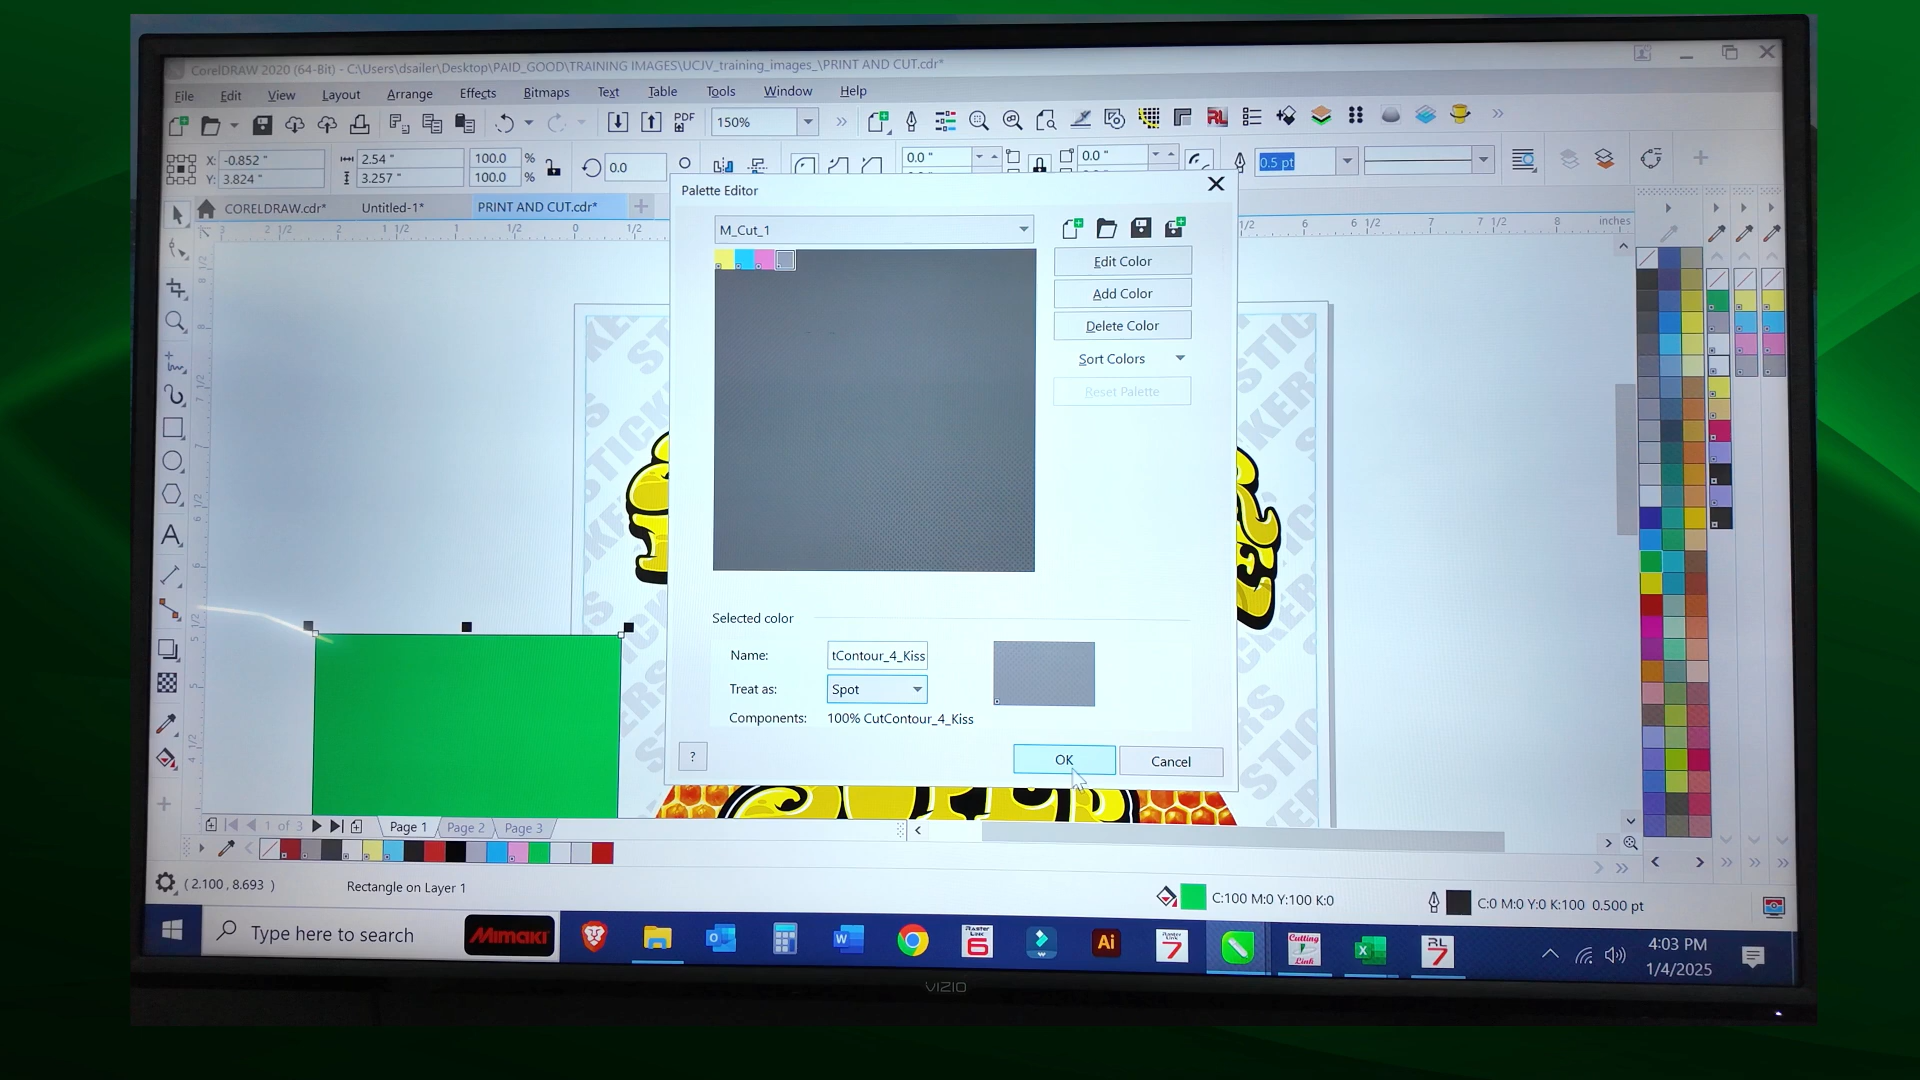 CorelDRAW 2020 (64-Bit) - C:\Users\dsailer\Desktop\PAID_GOOD\TRAINING IMAGES\UCJV_training_images_\PRINT AND CUT.cdr*
File Edit View Layout Arrange Effects Bitmaps Text Table Tools Window Help
PDF 150%
X: -0.852 " 2.54 " 100.0 % 0.0 0.0 " 0.0 " 0.5 pt
Y: 3.824 " 3.257 " 100.0 %
CORELDRAW.cdr* Untitled-1* PRINT AND CUT.cdr*
inches
Palette Editor
M_Cut_1
Edit Color
Add Color
Delete Color
Sort Colors
Reset Palette
Selected color
Name: tContour_4_Kiss
Treat as: Spot
Components: 100% CutContour_4_Kiss
? OK Cancel
1 of 3 Page 1 Page 2 Page 3
( 2.100 , 8.693 ) Rectangle on Layer 1 C:100 M:0 Y:100 K:0 C:0 M:0 Y:0 K:100 0.500 pt
Type here to search Mimaki
4:03 PM
1/4/2025
VIZIO